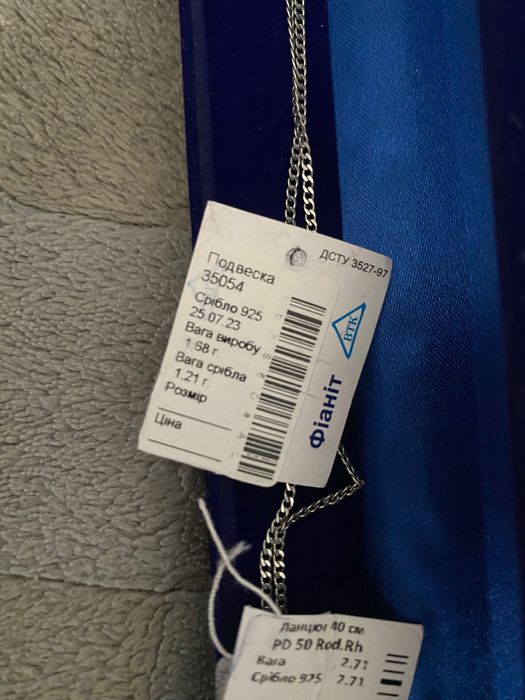 ДСТУ 3527-97
Подвеска
35054
Срібло 925
25.07.23
Вага виробу
1.68 г.
Вага срібла
1.21 г.
Розмір
Ціна
ВТК
Фіаніт
Ланцюг 40 см
PD 50 Rod.Rh
Вага 2.71
Срібло 925 2.71